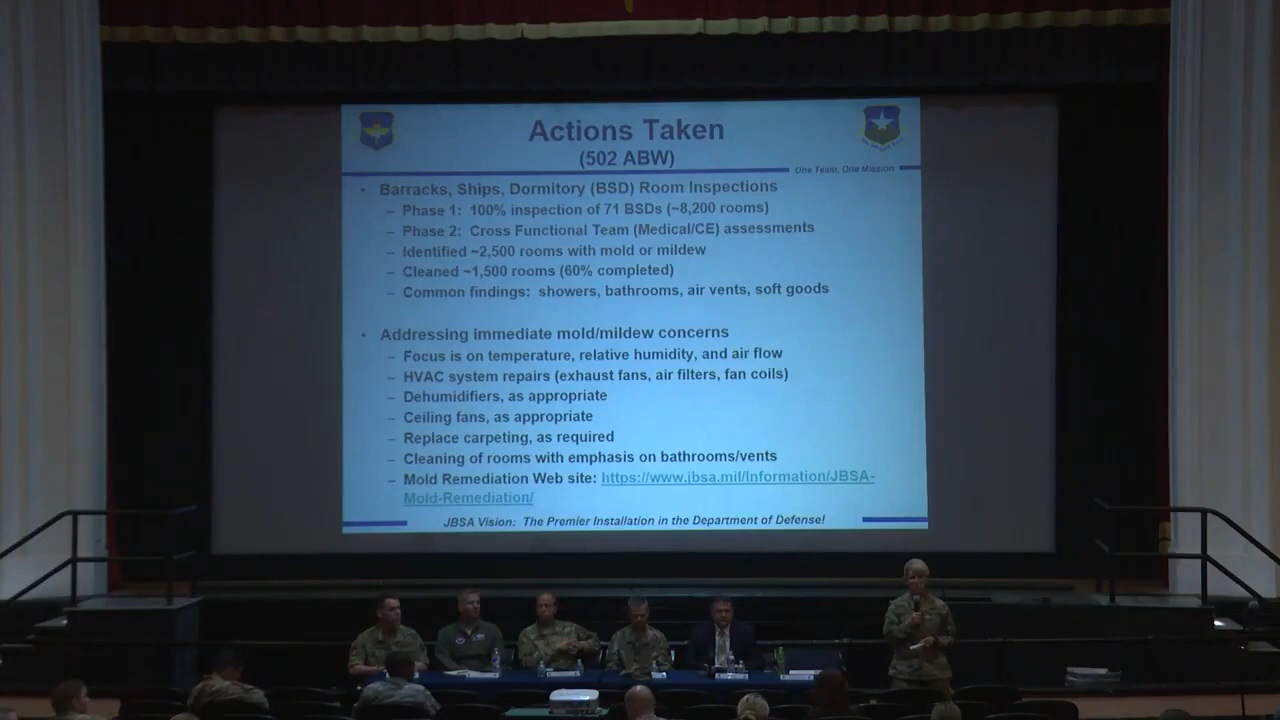 Actions Taken
(502 ABW)
One Team, One Mission
• Barracks, Ships, Dormitory (BSD) Room Inspections
– Phase 1: 100% inspection of 71 BSDs (~8,200 rooms)
– Phase 2: Cross Functional Team (Medical/CE) assessments
– Identified ~2,500 rooms with mold or mildew
– Cleaned ~1,500 rooms (60% completed)
– Common findings: showers, bathrooms, air vents, soft goods
• Addressing immediate mold/mildew concerns
– Focus is on temperature, relative humidity, and air flow
– HVAC system repairs (exhaust fans, air filters, fan coils)
– Dehumidifiers, as appropriate
– Ceiling fans, as appropriate
– Replace carpeting, as required
– Cleaning of rooms with emphasis on bathrooms/vents
– Mold Remediation Web site: https://www.jbsa.mil/Information/JBSA-
Mold-Remediation/
JBSA Vision: The Premier Installation in the Department of Defense!